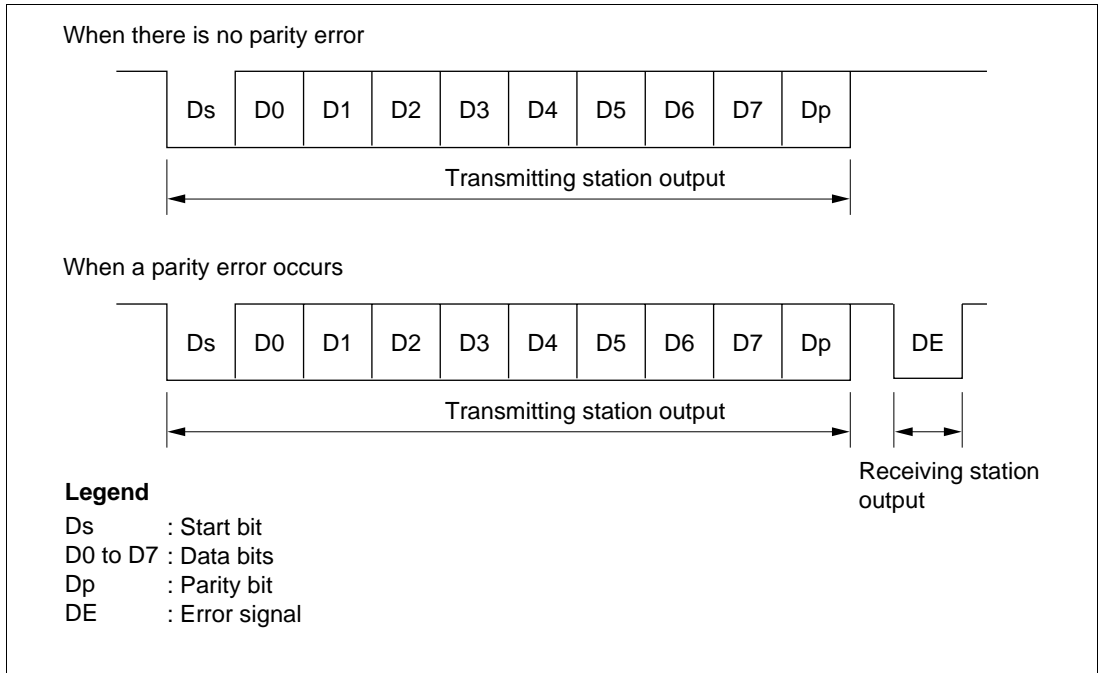 When there is no parity error
Ds D0 D1 D2 D3 D4 D5 D6 D7 Dp
Transmitting station output
When a parity error occurs
Ds D0 D1 D2 D3 D4 D5 D6 D7 Dp DE
Transmitting station output
Receiving station
output
Legend
Ds : Start bit
D0 to D7 : Data bits
Dp : Parity bit
DE : Error signal